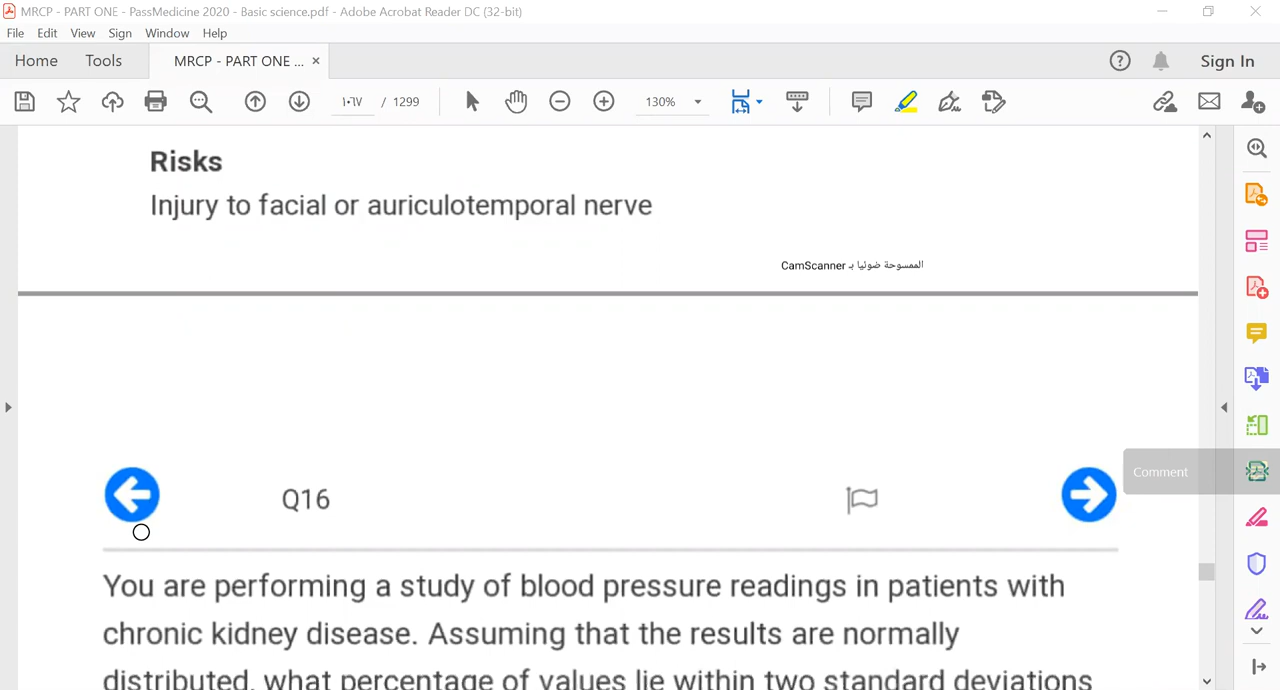 MRCP - PART ONE - PassMedicine 2020 - Basic science.pdf - Adobe Acrobat Reader DC (32-bit)
File Edit View Sign Window Help
Home Tools MRCP - PART ONE ... × Sign In
١٠٦٧ / 1299 130%
Risks
Injury to facial or auriculotemporal nerve
الممسوحة ضوئيا بـ CamScanner
Comment
Q16
You are performing a study of blood pressure readings in patients with
chronic kidney disease. Assuming that the results are normally
distributed, what percentage of values lie within two standard deviations